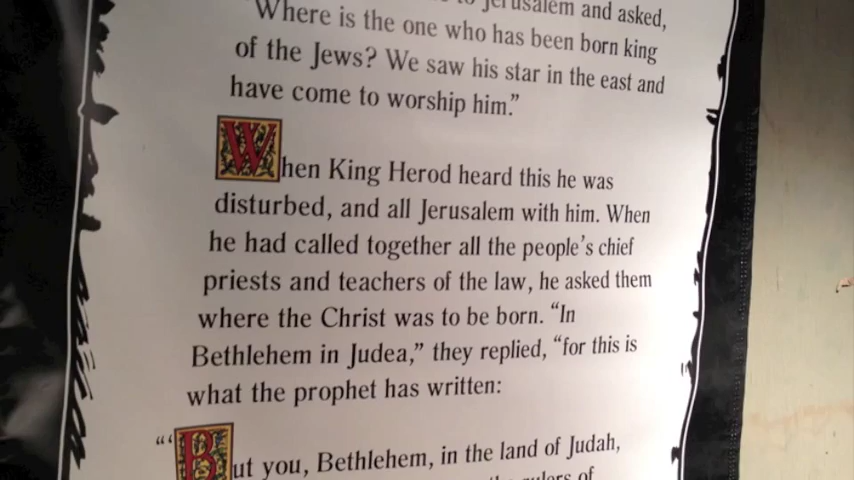 to Jerusalem and asked,
"Where is the one who has been born king
of the Jews? We saw his star in the east and
have come to worship him."
When King Herod heard this he was
disturbed, and all Jerusalem with him. When
he had called together all the people's chief
priests and teachers of the law, he asked them
where the Christ was to be born. "In
Bethlehem in Judea," they replied, "for this is
what the prophet has written:
"'But you, Bethlehem, in the land of Judah,
rulers of